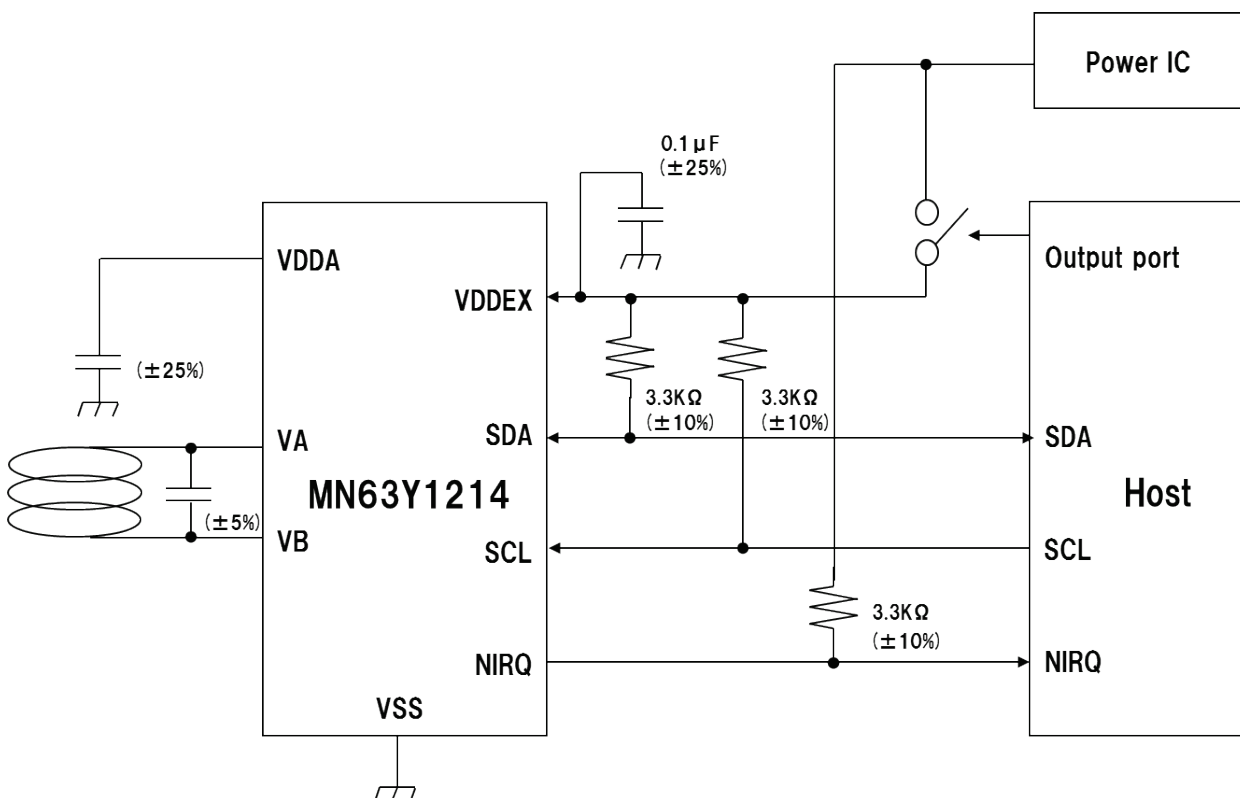 Power IC
0.1μF
(±25%)
VDDA
Output port
VDDEX
(±25%)
3.3KΩ
(±10%)
3.3KΩ
(±10%)
VA
SDA
SDA
MN63Y1214
Host
(±5%)
VB
SCL
SCL
3.3KΩ
(±10%)
NIRQ
NIRQ
VSS